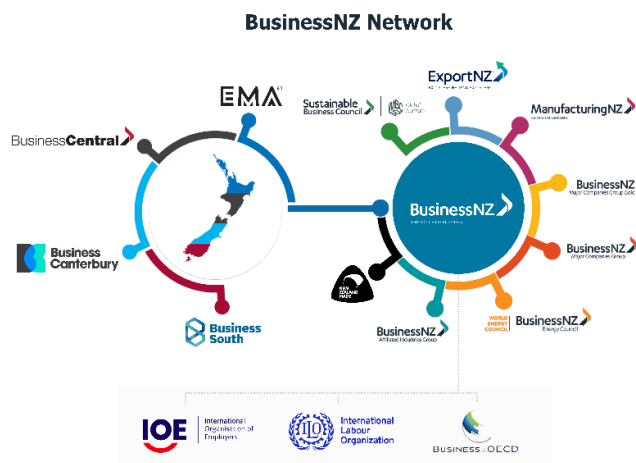 BusinessNZ Network
EMA
BusinessCentral
Business
Canterbury
Business
South
Sustainable
Business Council
ExportNZ
ManufacturingNZ
BusinessNZ
Major Companies Group Gold
BusinessNZ
Major Companies Group
WORLD
ENERGY
COUNCIL
BusinessNZ
Energy Council
BusinessNZ
Affiliated Industries Group
NEW
ZEALAND
MADE
BusinessNZ
IOE
International
Organisation of
Employers
ILO
International
Labour
Organization
BUSINESS at OECD